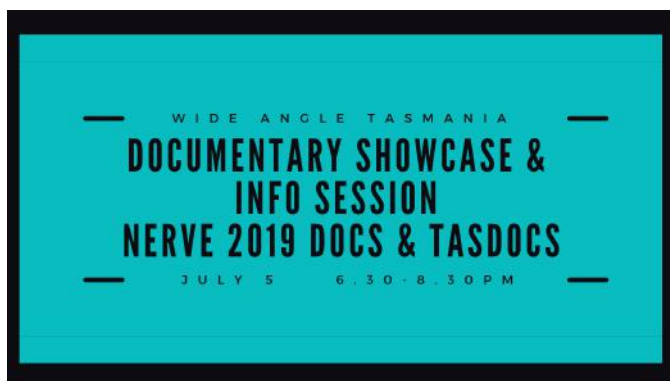 WIDE ANGLE TASMANIA
DOCUMENTARY SHOWCASE &
INFO SESSION
NERVE 2019 DOCS & TASDOCS
JULY 5 6.30-8.30PM